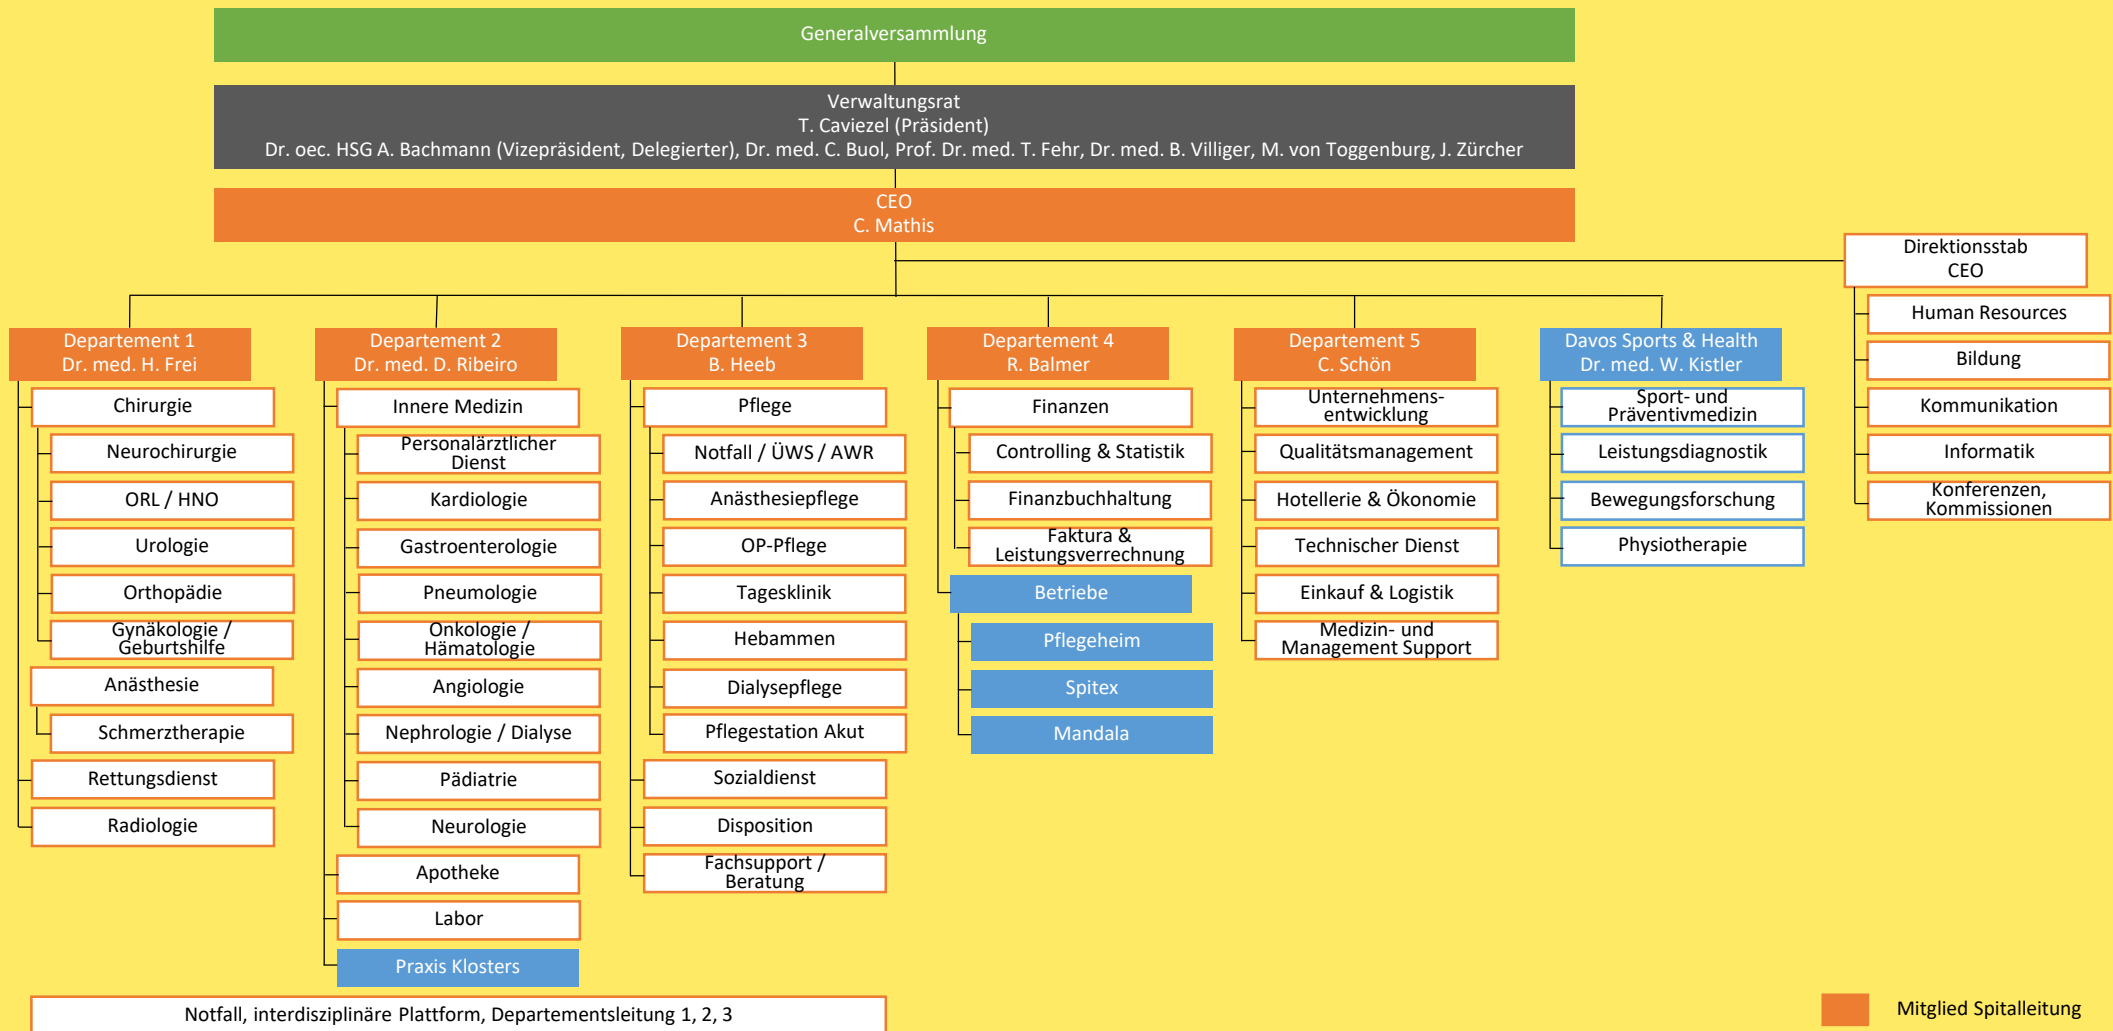 Generalversammlung
Verwaltungsrat
T. Caviezel (Präsident)
Dr. oec. HSG A. Bachmann (Vizepräsident, Delegierter), Dr. med. C. Buol, Prof. Dr. med. T. Fehr, Dr. med. B. Villiger, M. von Toggenburg, J. Zürcher
CEO
C. Mathis
Direktionsstab
CEO
Human Resources
Bildung
Kommunikation
Informatik
Konferenzen,
Kommissionen
Departement 1
Dr. med. H. Frei
Chirurgie
Neurochirurgie
ORL / HNO
Urologie
Orthopädie
Gynäkologie /
Geburtshilfe
Anästhesie
Schmerztherapie
Rettungsdienst
Radiologie
Departement 2
Dr. med. D. Ribeiro
Innere Medizin
Personalärztlicher
Dienst
Kardiologie
Gastroenterologie
Pneumologie
Onkologie /
Hämatologie
Angiologie
Nephrologie / Dialyse
Pädiatrie
Neurologie
Apotheke
Labor
Praxis Klosters
Departement 3
B. Heeb
Pflege
Notfall / ÜWS / AWR
Anästhesiepflege
OP-Pflege
Tagesklinik
Hebammen
Dialysepflege
Pflegestation Akut
Sozialdienst
Disposition
Fachsupport /
Beratung
Departement 4
R. Balmer
Finanzen
Controlling & Statistik
Finanzbuchhaltung
Faktura &
Leistungsverrechnung
Betriebe
Pflegeheim
Spitex
Mandala
Departement 5
C. Schön
Unternehmens-
entwicklung
Qualitätsmanagement
Hotellerie & Ökonomie
Technischer Dienst
Einkauf & Logistik
Medizin- und
Management Support
Davos Sports & Health
Dr. med. W. Kistler
Sport- und
Präventivmedizin
Leistungsdiagnostik
Bewegungsforschung
Physiotherapie
Notfall, interdisziplinäre Plattform, Departementsleitung 1, 2, 3
Mitglied Spitalleitung